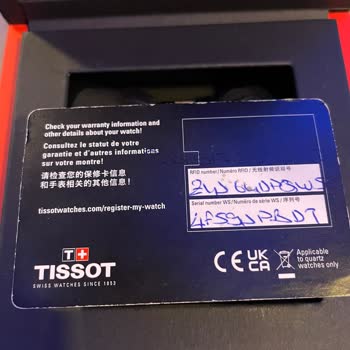 Check your warranty information and
other details about your watch!
Consultez le statut de votre
garantie et d'autres informations
sur votre montre!
请检查您的保修卡信息
和手表相关的其他信息!
tissotwatches.com/register-my-watch
RFID number/Numéro RFID/无线射频识别号
Serial number WS/Numéro de série WS/序列号
T+
TISSOT
SWISS WATCHES SINCE 1853
CE UK
CA
Applicable
to quartz
watches only